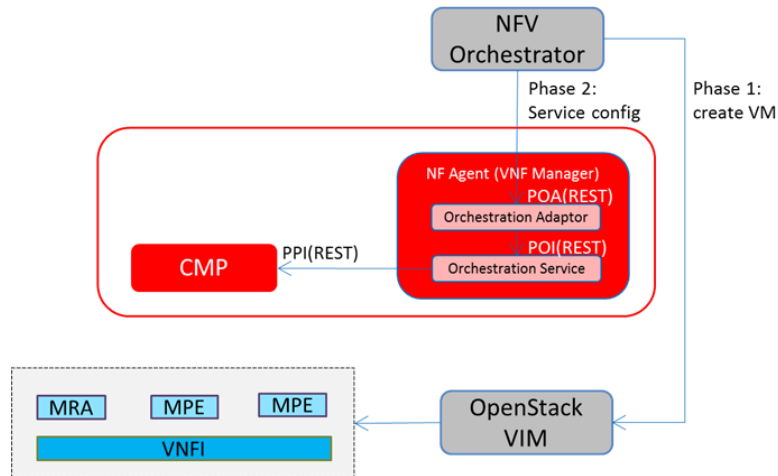 NFV
Orchestrator
Phase 2:
Service config
Phase 1:
create VM
NF Agent (VNF Manager)
POA(REST)
Orchestration Adaptor
POI(REST)
Orchestration Service
PPI(REST)
CMP
MRA
MPE
MPE
VNFI
OpenStack
VIM